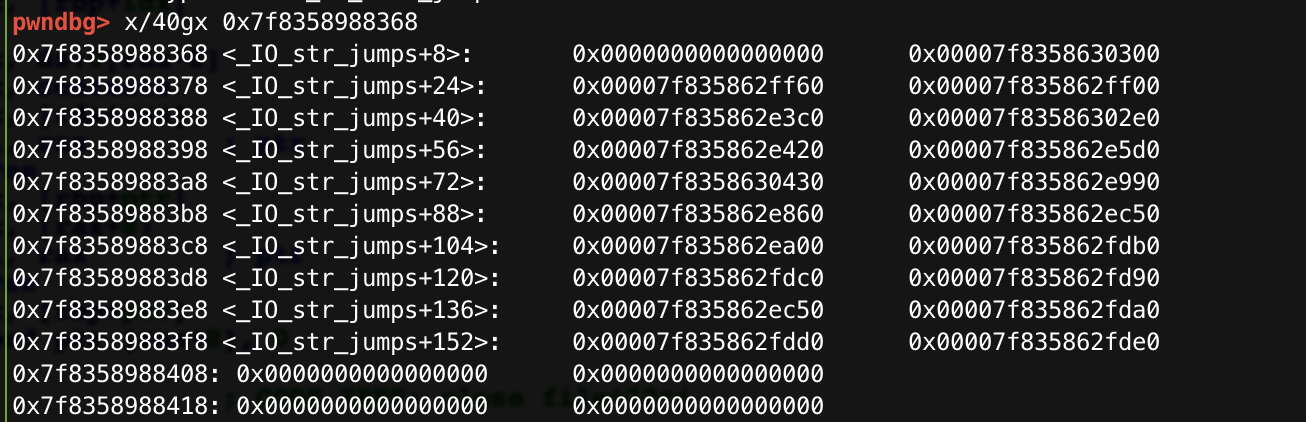 pwndbg> x/40gx 0x7f8358988368
0x7f8358988368 <_IO_str_jumps+8>: 0x0000000000000000 0x00007f8358630300
0x7f8358988378 <_IO_str_jumps+24>: 0x00007f835862ff60 0x00007f835862ff00
0x7f8358988388 <_IO_str_jumps+40>: 0x00007f835862e3c0 0x00007f83586302e0
0x7f8358988398 <_IO_str_jumps+56>: 0x00007f835862e420 0x00007f835862e5d0
0x7f83589883a8 <_IO_str_jumps+72>: 0x00007f8358630430 0x00007f835862e990
0x7f83589883b8 <_IO_str_jumps+88>: 0x00007f835862e860 0x00007f835862ec50
0x7f83589883c8 <_IO_str_jumps+104>: 0x00007f835862ea00 0x00007f835862fdb0
0x7f83589883d8 <_IO_str_jumps+120>: 0x00007f835862fdc0 0x00007f835862fd90
0x7f83589883e8 <_IO_str_jumps+136>: 0x00007f835862ec50 0x00007f835862fda0
0x7f83589883f8 <_IO_str_jumps+152>: 0x00007f835862fdd0 0x00007f835862fde0
0x7f8358988408: 0x0000000000000000 0x0000000000000000
0x7f8358988418: 0x0000000000000000 0x0000000000000000